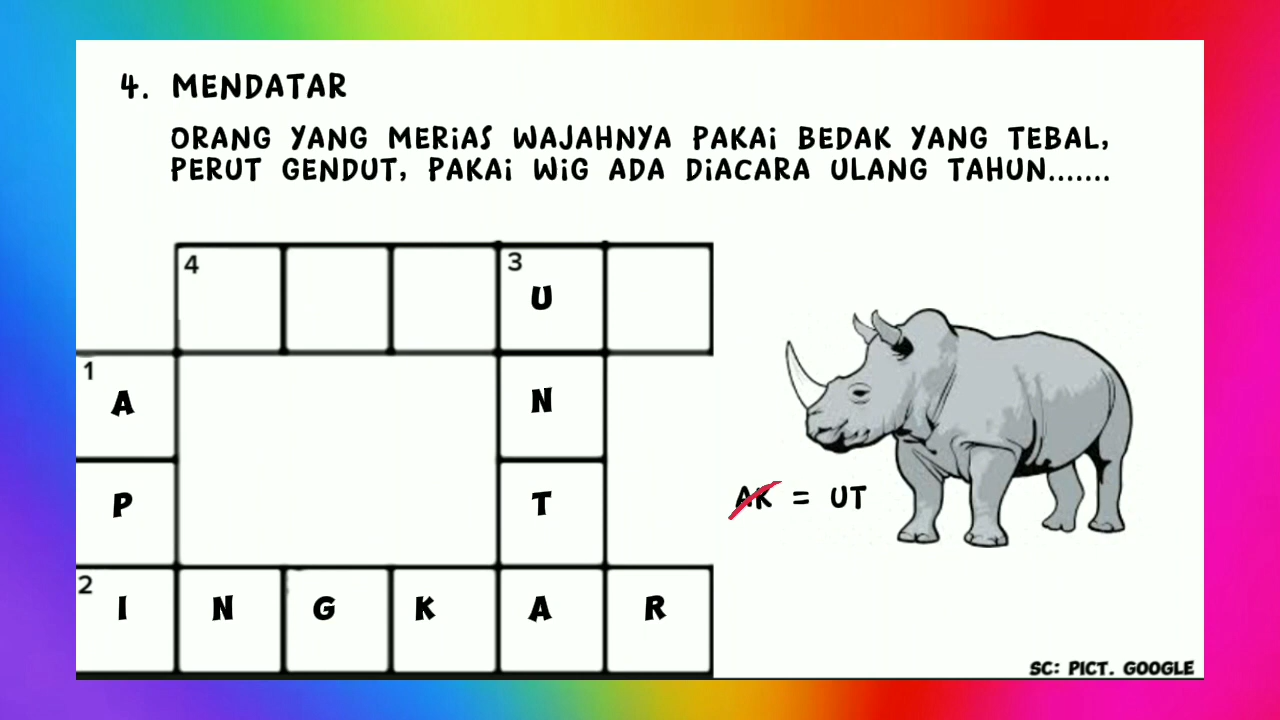 4. MENDATAR
ORANG YANG MERiAS WAJAHNYA PAKAi BEDAK YANG TEBAL,
PERUT GENDUT, PAKAi WiG ADA DiACARA ULANG TAHUN.......
4 3
U
1
A N
P T
2
I N G K A R
AK = UT
SC: PICT. GOOGLE